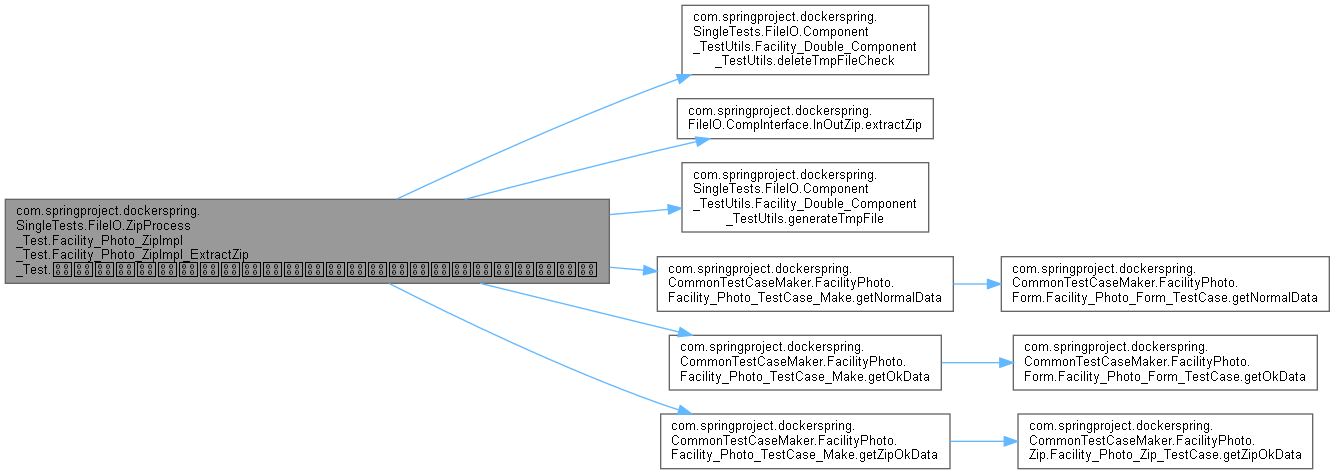 com.springproject.dockerspring.
SingleTests.FileIO.Component
_TestUtils.Facility_Double_Component
_TestUtils.deleteTmpFileCheck
com.springproject.dockerspring.
FileIO.CompInterface.InOutZip.extractZip
com.springproject.dockerspring.
SingleTests.FileIO.Component
_TestUtils.Facility_Double_Component
_TestUtils.generateTmpFile
com.springproject.dockerspring.
SingleTests.FileIO.ZipProcess
_Test.Facility_Photo_ZipImpl
_Test.Facility_Photo_ZipImpl_ExtractZip
_Test.
com.springproject.dockerspring.
CommonTestCaseMaker.FacilityPhoto.
Facility_Photo_TestCase_Make.getNormalData
com.springproject.dockerspring.
CommonTestCaseMaker.FacilityPhoto.
Form.Facility_Photo_Form_TestCase.getNormalData
com.springproject.dockerspring.
CommonTestCaseMaker.FacilityPhoto.
Facility_Photo_TestCase_Make.getOkData
com.springproject.dockerspring.
CommonTestCaseMaker.FacilityPhoto.
Form.Facility_Photo_Form_TestCase.getOkData
com.springproject.dockerspring.
CommonTestCaseMaker.FacilityPhoto.
Facility_Photo_TestCase_Make.getZipOkData
com.springproject.dockerspring.
CommonTestCaseMaker.FacilityPhoto.
Zip.Facility_Photo_Zip_TestCase.getZipOkData